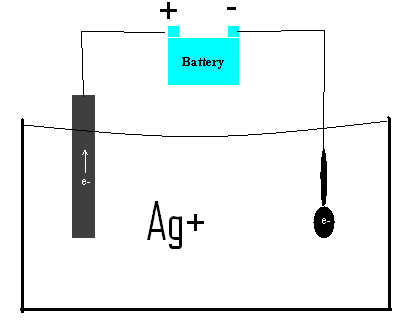 + -
Battery
e-
e-
Ag+